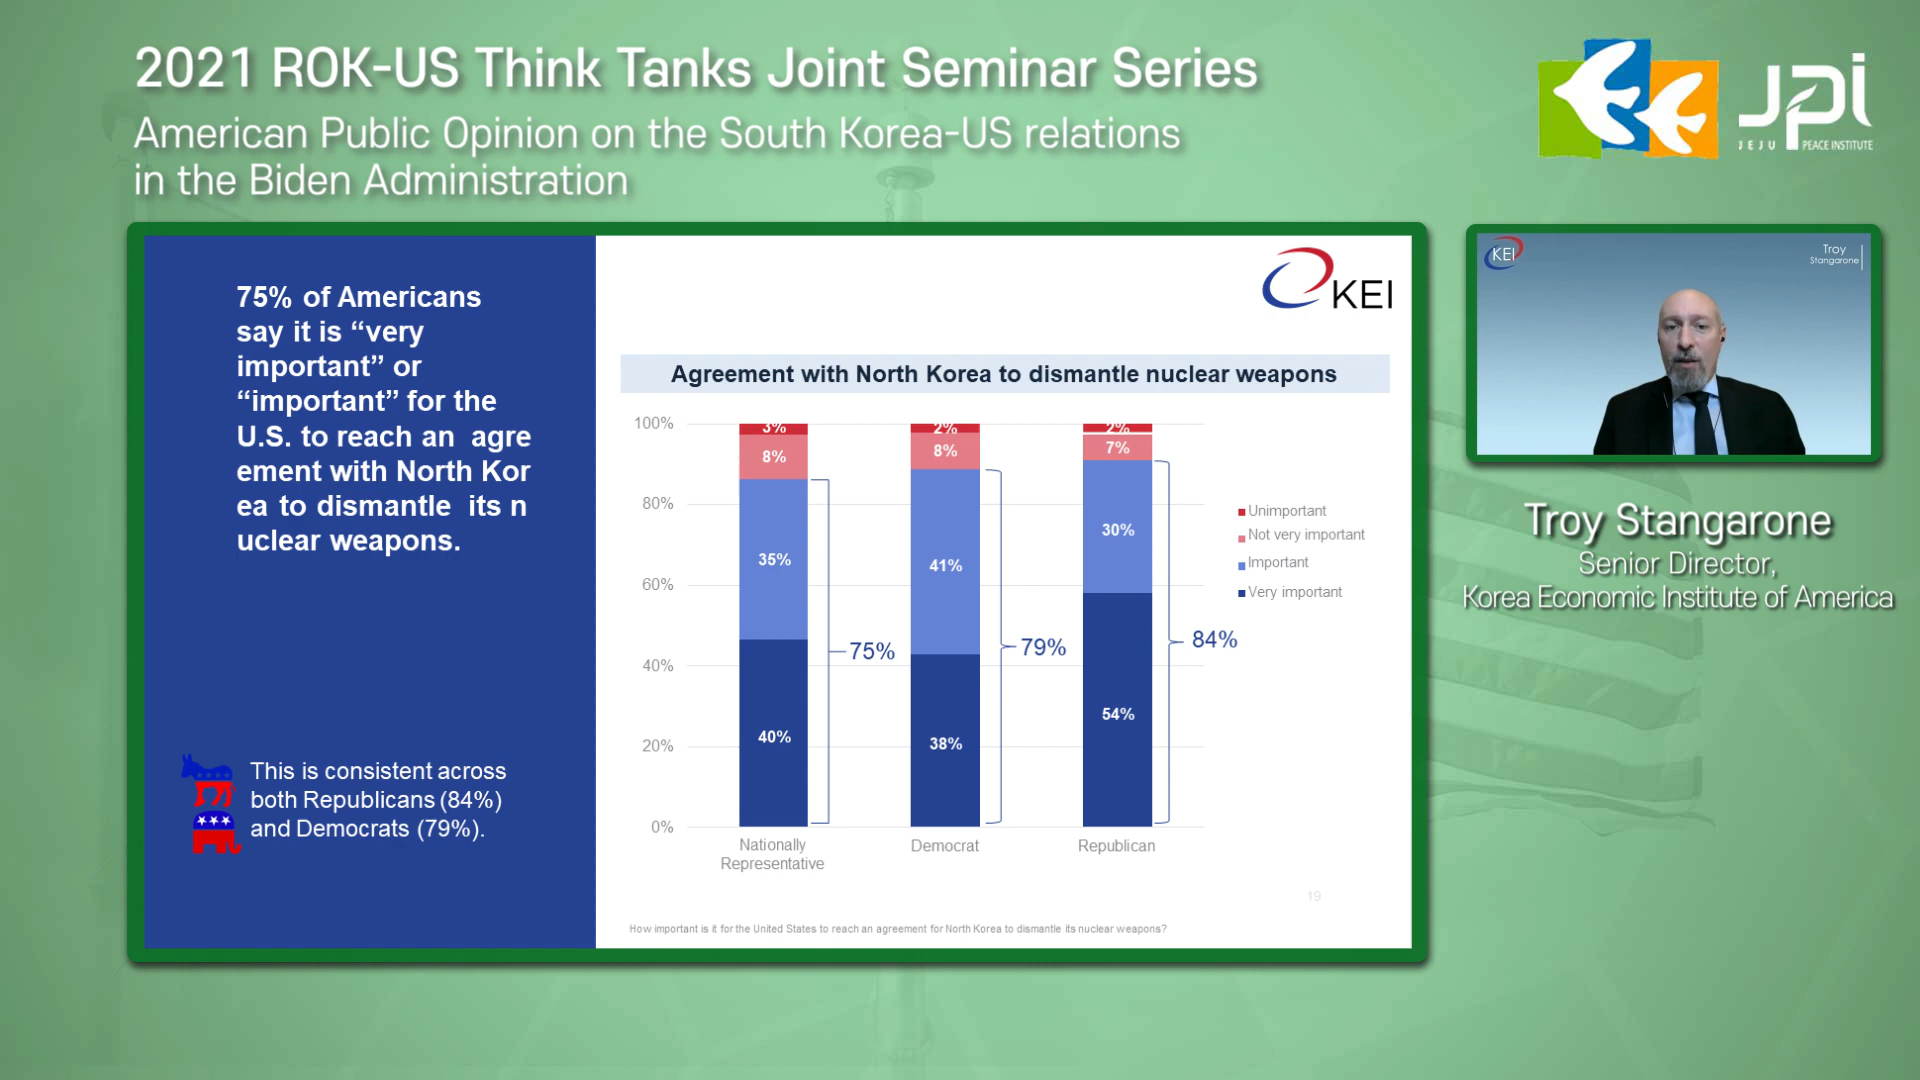 2021 ROK-US Think Tanks Joint Seminar Series
American Public Opinion on the South Korea-US relations
in the Biden Administration
JPI
JEJU PEACE INSTITUTE
75% of Americans
say it is “very
important” or
“important” for the
U.S. to reach an agre
ement with North Kor
ea to dismantle its n
uclear weapons.
This is consistent across
both Republicans (84%)
and Democrats (79%).
KEI
Agreement with North Korea to dismantle nuclear weapons
100%
80%
60%
40%
20%
0%
3%
8%
35%
40%
75%
Nationally
Representative
2%
8%
41%
38%
79%
Democrat
2%
7%
30%
54%
84%
Republican
Unimportant
Not very important
Important
Very important
19
How important is it for the United States to reach an agreement for North Korea to dismantle its nuclear weapons?
KEI
Troy
Stangarone
Troy Stangarone
Senior Director,
Korea Economic Institute of America